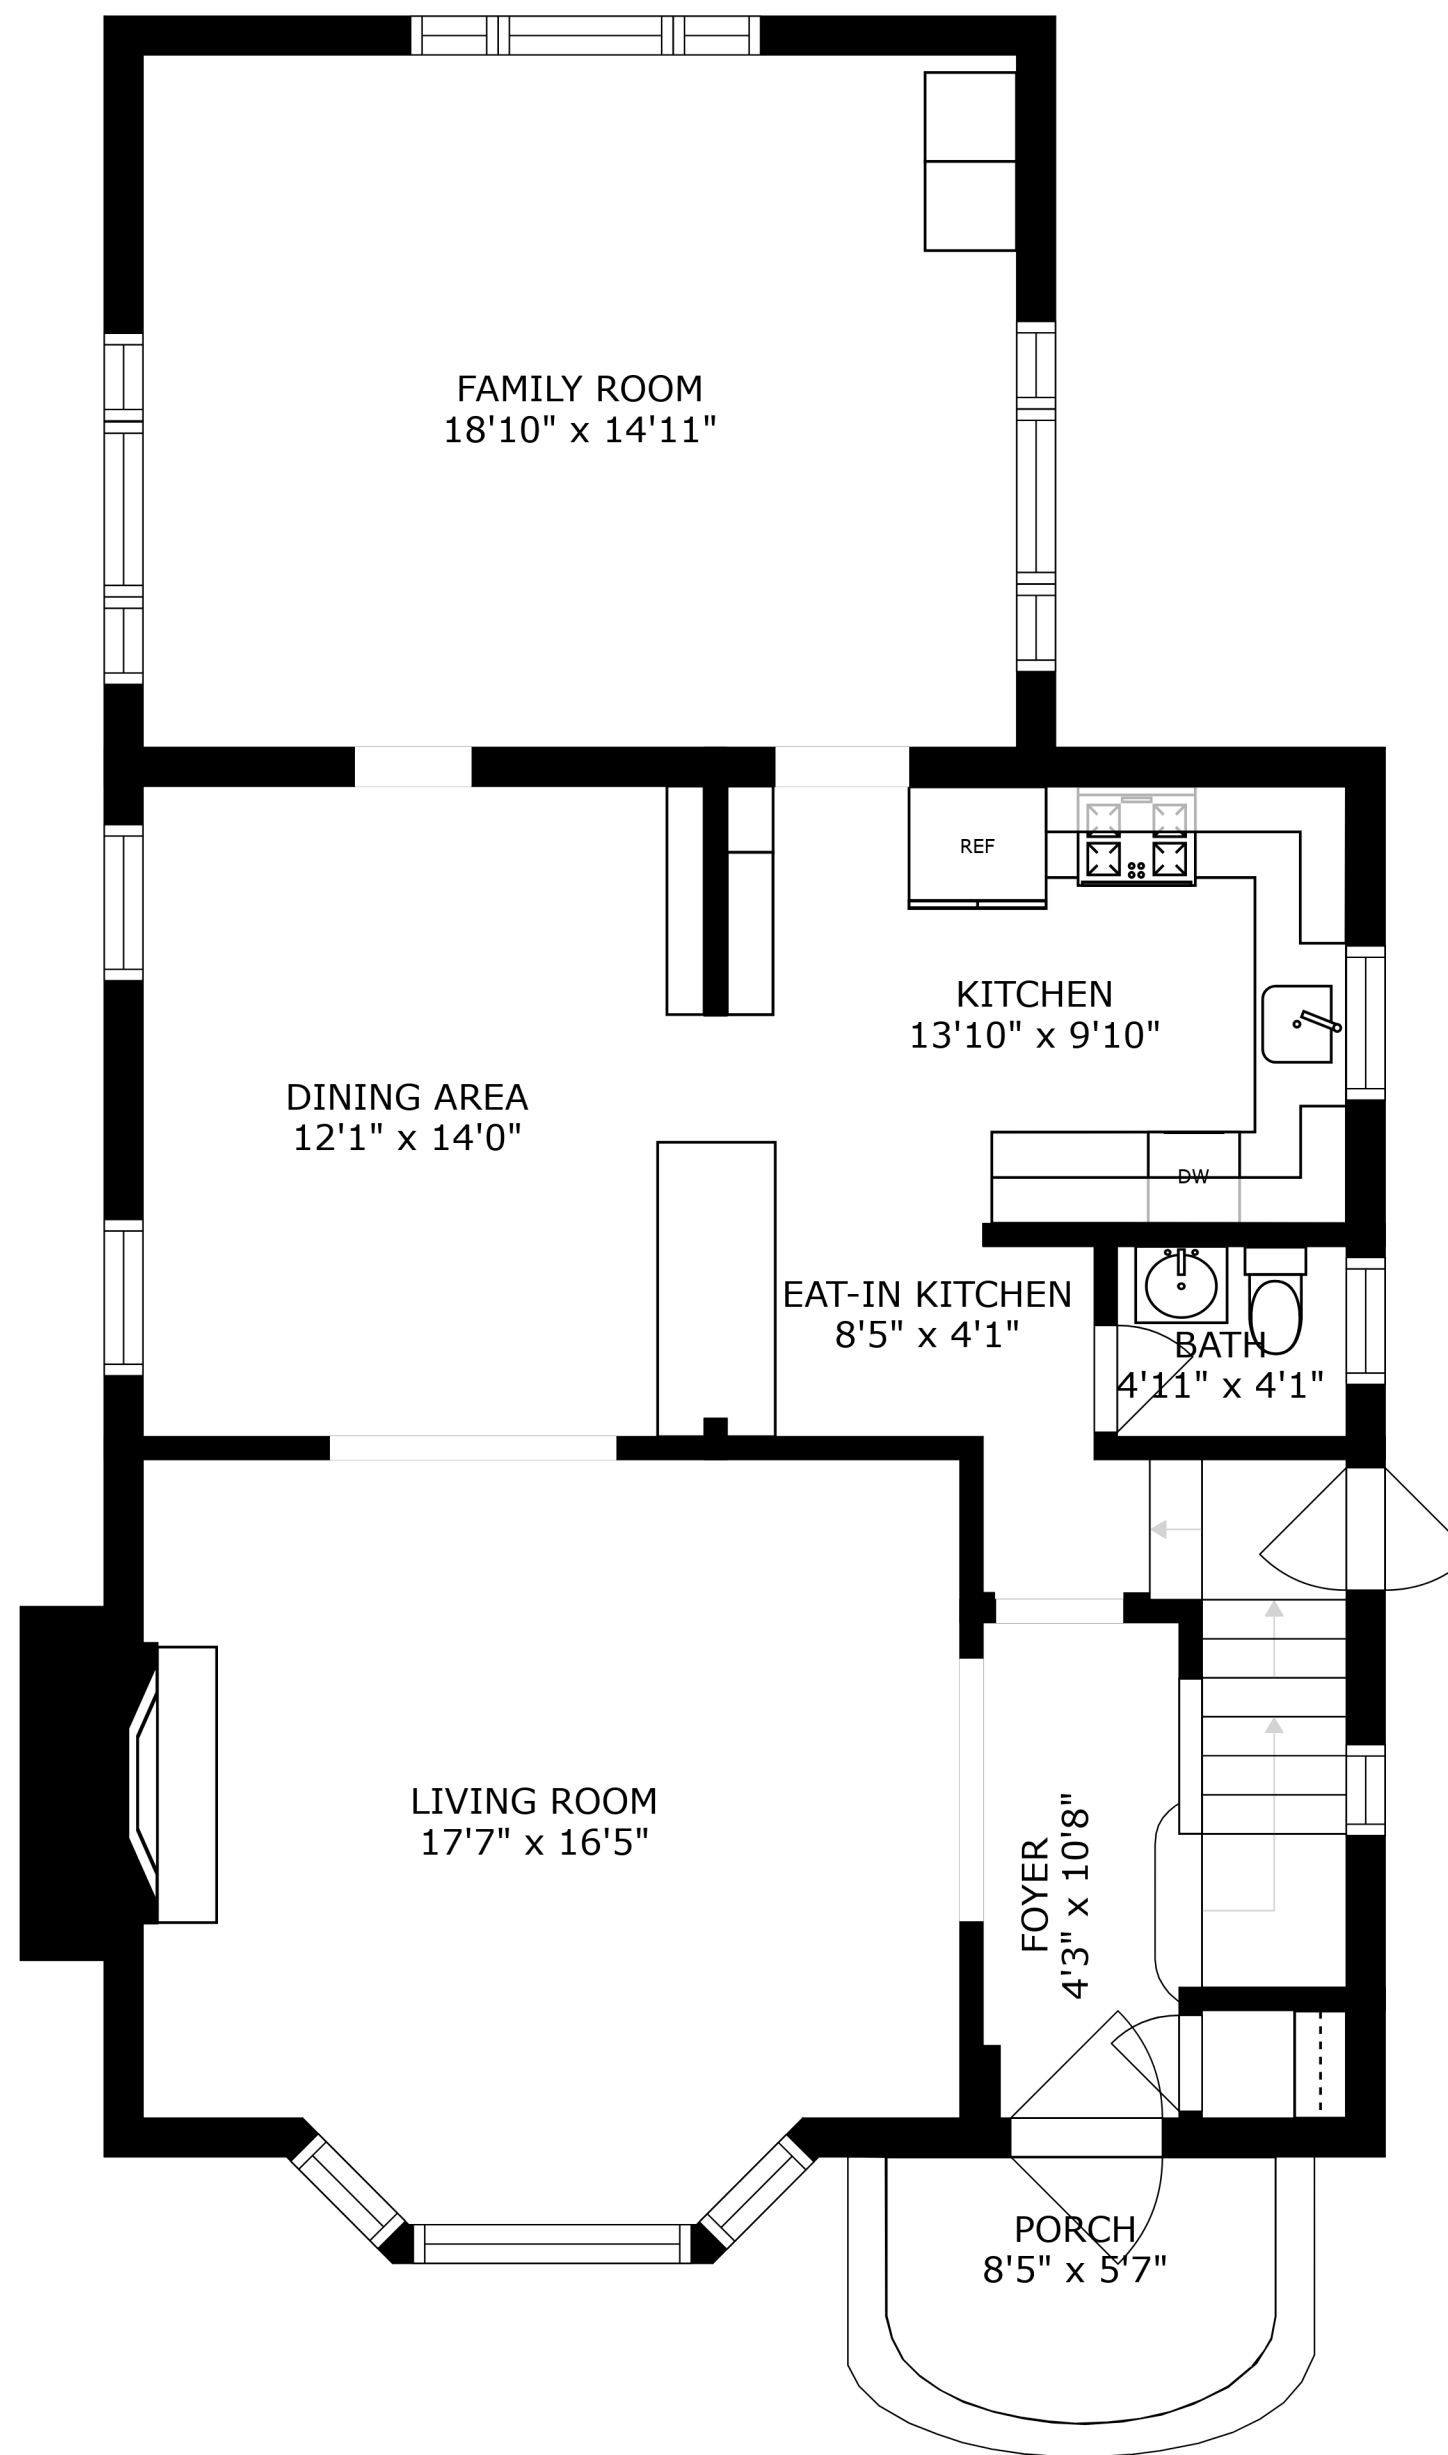 FAMILY ROOM
18'10" x 14'11"
REF
KITCHEN
13'10" x 9'10"
DINING AREA
12'1" x 14'0"
DW
EAT-IN KITCHEN
8'5" x 4'1"
BATH
4'11" x 4'1"
LIVING ROOM
17'7" x 16'5"
FOYER
4'3" x 10'8"
PORCH
8'5" x 5'7"